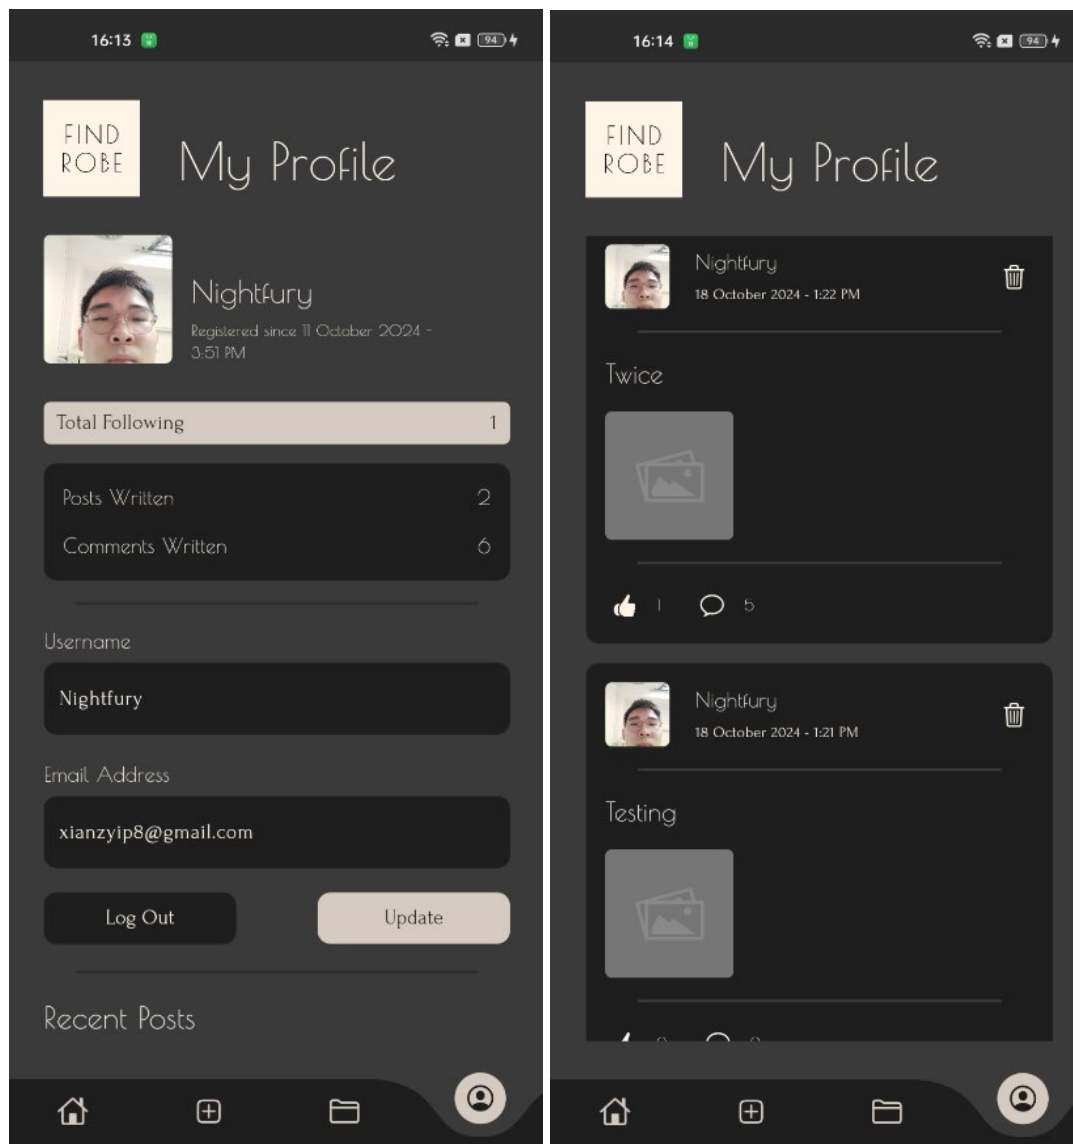 16:13
94
FIND
ROBE
My Profile
Nightfury
Registered since 11 October 2024 -
3:51 PM
Total Following 1
Posts Written 2
Comments Written 6
Username
Nightfury
Email Address
xianzyip8@gmail.com
Log Out Update
Recent Posts
16:14
94
FIND
ROBE
My Profile
Nightfury
18 October 2024 - 1:22 PM
Twice
1 5
Nightfury
18 October 2024 - 1:21 PM
Testing